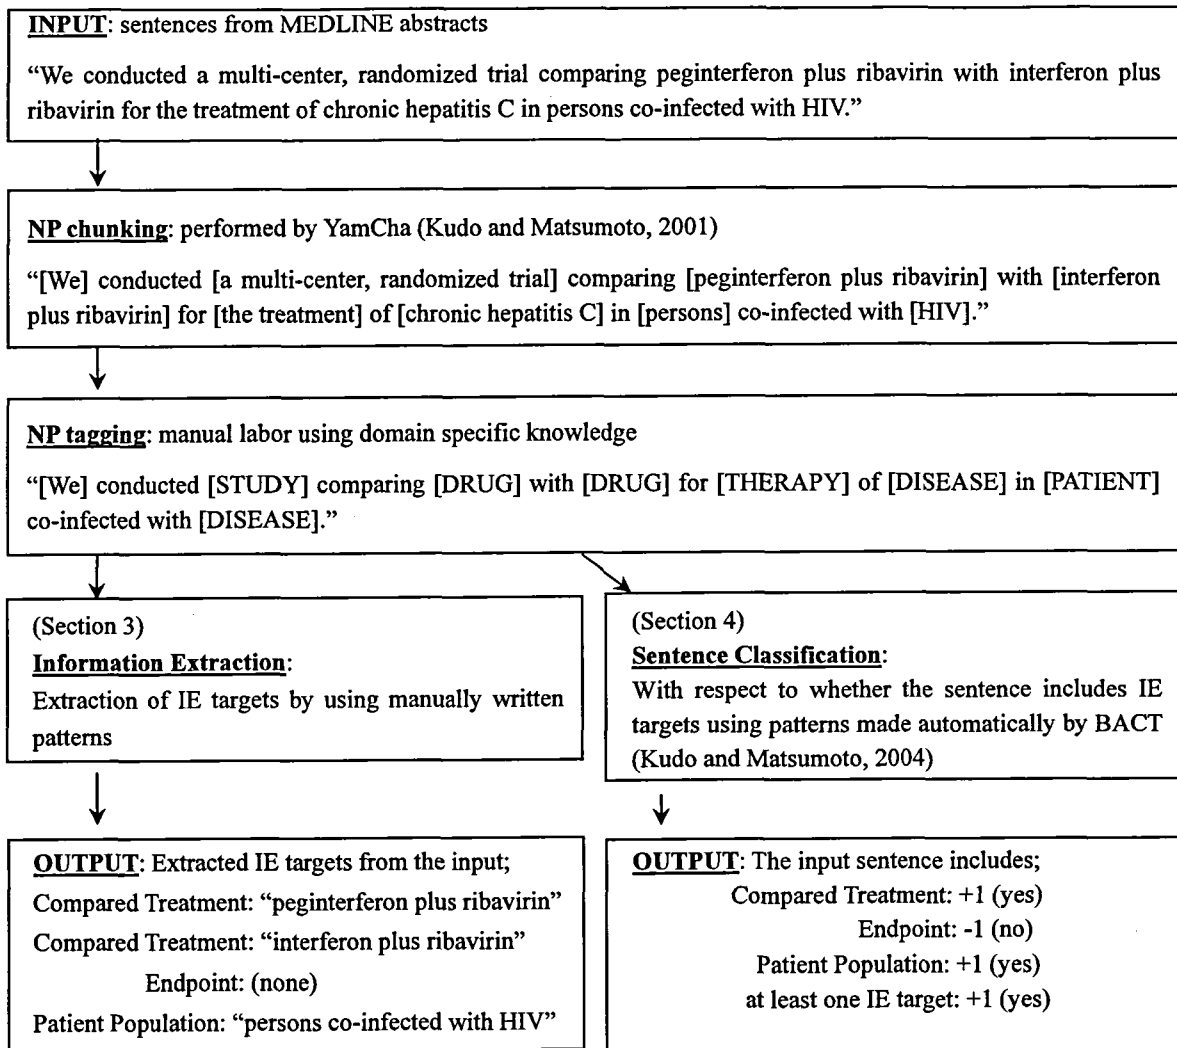 INPUT: sentences from MEDLINE abstracts
“We conducted a multi-center, randomized trial comparing peginterferon plus ribavirin with interferon plus
ribavirin for the treatment of chronic hepatitis C in persons co-infected with HIV.”
NP chunking: performed by YamCha (Kudo and Matsumoto, 2001)
“[We] conducted [a multi-center, randomized trial] comparing [peginterferon plus ribavirin] with [interferon
plus ribavirin] for [the treatment] of [chronic hepatitis C] in [persons] co-infected with [HIV].”
NP tagging: manual labor using domain specific knowledge
“[We] conducted [STUDY] comparing [DRUG] with [DRUG] for [THERAPY] of [DISEASE] in [PATIENT]
co-infected with [DISEASE].”
(Section 3)
Information Extraction:
Extraction of IE targets by using manually written
patterns
(Section 4)
Sentence Classification:
With respect to whether the sentence includes IE
targets using patterns made automatically by BACT
(Kudo and Matsumoto, 2004)
OUTPUT: Extracted IE targets from the input;
Compared Treatment: “peginterferon plus ribavirin”
Compared Treatment: “interferon plus ribavirin”
Endpoint: (none)
Patient Population: “persons co-infected with HIV”
OUTPUT: The input sentence includes;
Compared Treatment: +1 (yes)
Endpoint: -1 (no)
Patient Population: +1 (yes)
at least one IE target: +1 (yes)